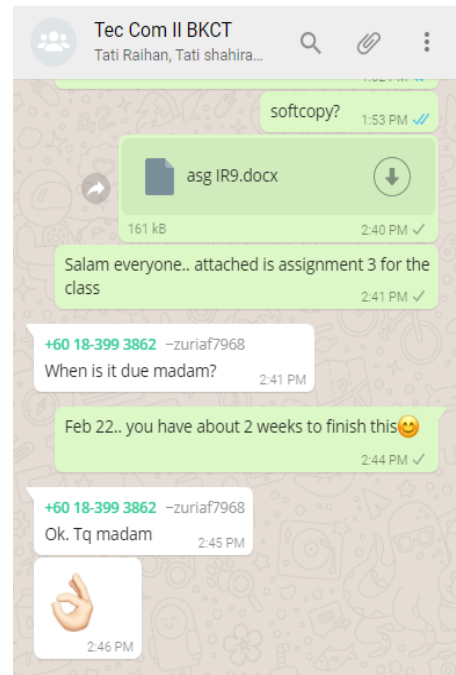 Tec Com II BKCT
Tati Raihan, Tati shahira...
softcopy?
1:53 PM
asg IR9.docx
161 kB
2:40 PM
Salam everyone.. attached is assignment 3 for the
class
2:41 PM
+60 18-399 3862 ~zuriaf7968
When is it due madam?
2:41 PM
Feb 22.. you have about 2 weeks to finish this😊
2:44 PM
+60 18-399 3862 ~zuriaf7968
Ok. Tq madam
2:45 PM
👌🏻
2:46 PM